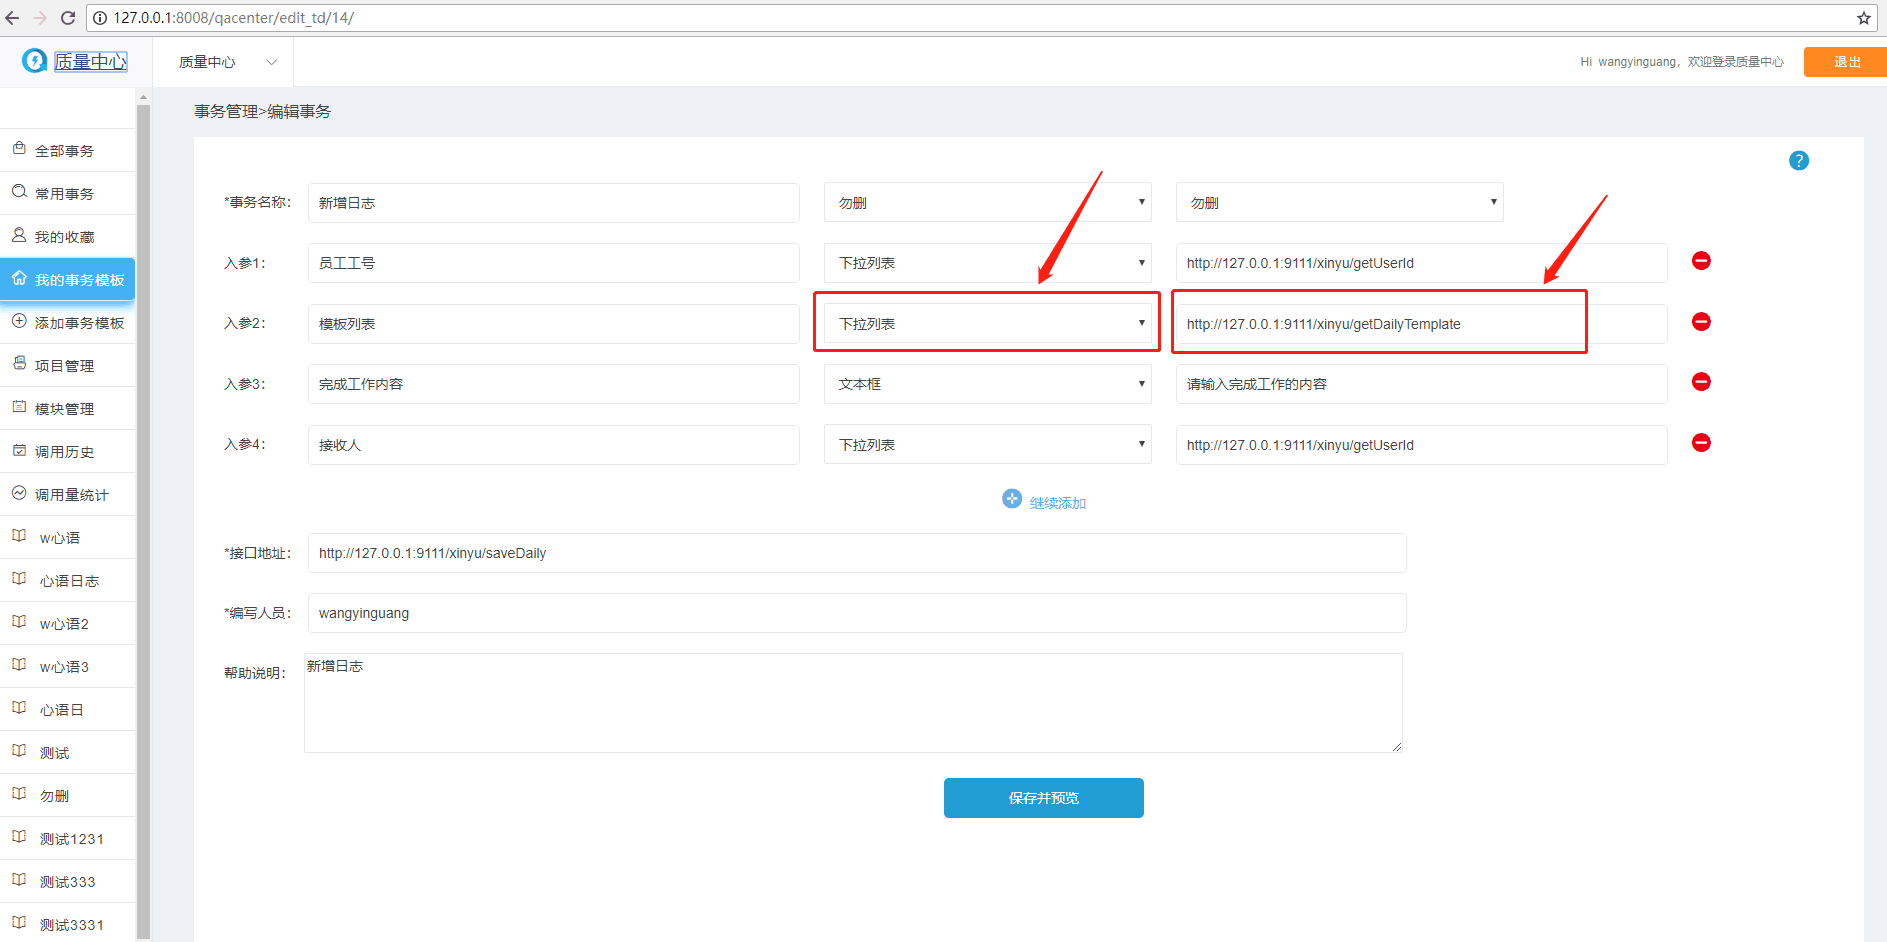 127.0.0.1:8008/qacenter/edit_td/14/
质量中心
质量中心
Hi wangyinguang，欢迎登录质量中心
退出
事务管理>编辑事务
全部事务
常用事务
我的收藏
我的事务模板
添加事务模板
项目管理
模块管理
调用历史
调用量统计
w心语
心语日志
w心语2
w心语3
心语日
测试
勿删
测试1231
测试333
测试3331
?
*事务名称： 新增日志 勿删 勿删
入参1： 员工工号 下拉列表 http://127.0.0.1:9111/xinyu/getUserId
入参2： 模板列表 下拉列表 http://127.0.0.1:9111/xinyu/getDailyTemplate
入参3： 完成工作内容 文本框 请输入完成工作的内容
入参4： 接收人 下拉列表 http://127.0.0.1:9111/xinyu/getUserId
继续添加
*接口地址： http://127.0.0.1:9111/xinyu/saveDaily
*编写人员： wangyinguang
帮助说明： 新增日志
保存并预览